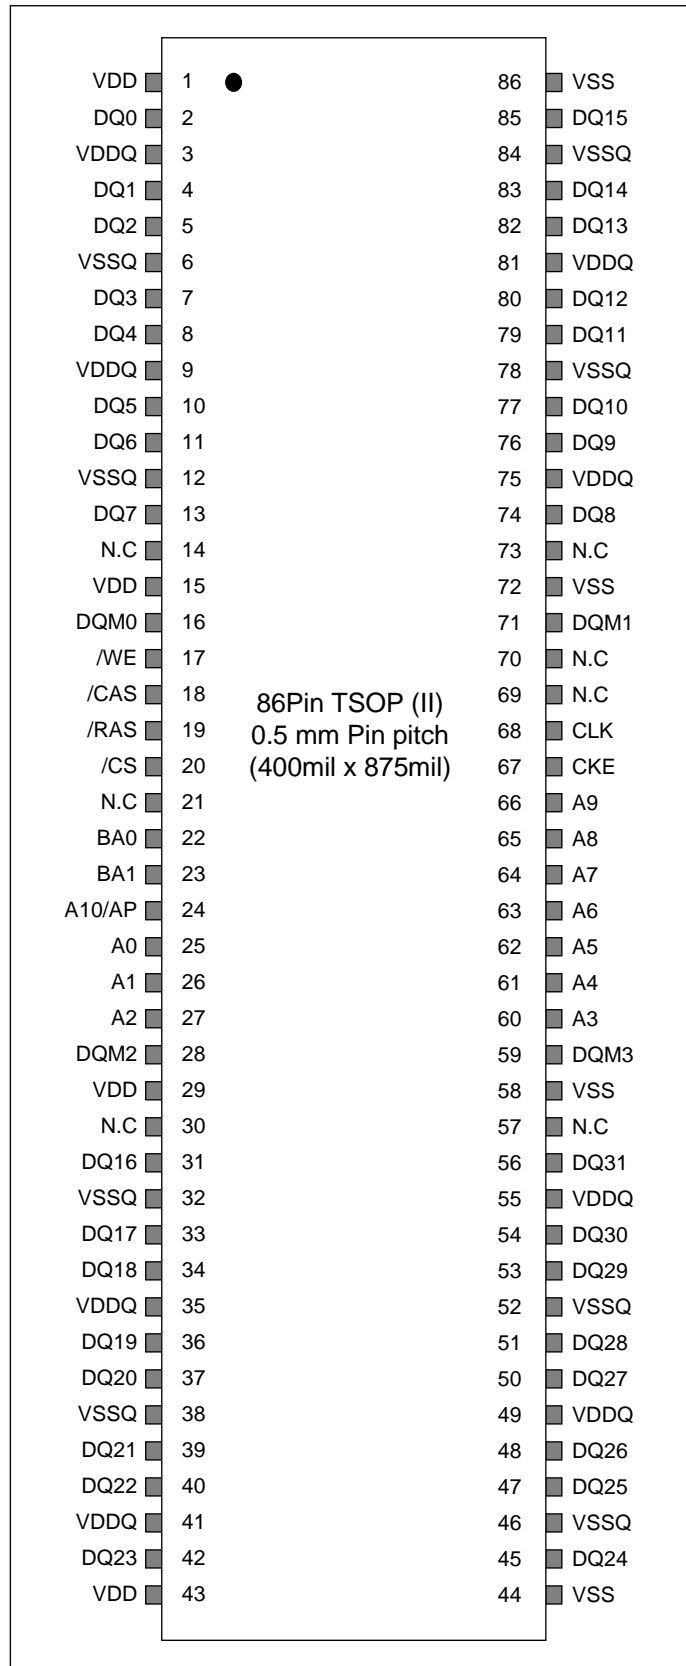 VDD 1 86 VSS
DQ0 2 85 DQ15
VDDQ 3 84 VSSQ
DQ1 4 83 DQ14
DQ2 5 82 DQ13
VSSQ 6 81 VDDQ
DQ3 7 80 DQ12
DQ4 8 79 DQ11
VDDQ 9 78 VSSQ
DQ5 10 77 DQ10
DQ6 11 76 DQ9
VSSQ 12 75 VDDQ
DQ7 13 74 DQ8
N.C 14 73 N.C
VDD 15 72 VSS
DQM0 16 71 DQM1
/WE 17 70 N.C
/CAS 18 69 N.C
/RAS 19 68 CLK
/CS 20 67 CKE
86Pin TSOP (II)
0.5 mm Pin pitch
(400mil x 875mil)
N.C 21 66 A9
BA0 22 65 A8
BA1 23 64 A7
A10/AP 24 63 A6
A0 25 62 A5
A1 26 61 A4
A2 27 60 A3
DQM2 28 59 DQM3
VDD 29 58 VSS
N.C 30 57 N.C
DQ16 31 56 DQ31
VSSQ 32 55 VDDQ
DQ17 33 54 DQ30
DQ18 34 53 DQ29
VDDQ 35 52 VSSQ
DQ19 36 51 DQ28
DQ20 37 50 DQ27
VSSQ 38 49 VDDQ
DQ21 39 48 DQ26
DQ22 40 47 DQ25
VDDQ 41 46 VSSQ
DQ23 42 45 DQ24
VDD 43 44 VSS